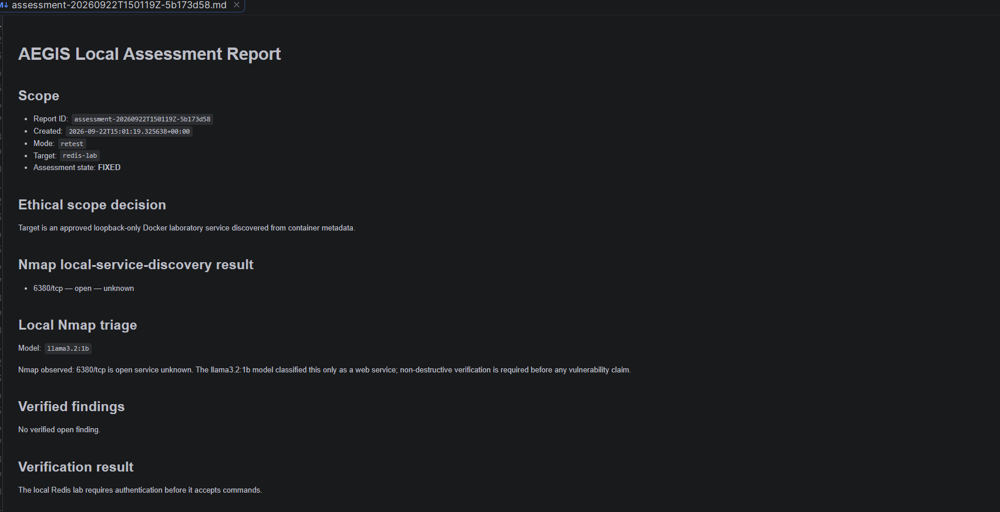 assessment-20260922T150119Z-5b173d58.md
AEGIS Local Assessment Report
Scope
Report ID: assessment-20260922T150119Z-5b173d58
Created: 2026-09-22T15:01:19.325638+00:00
Mode: retest
Target: redis-lab
Assessment state: FIXED
Ethical scope decision
Target is an approved loopback-only Docker laboratory service discovered from container metadata.
Nmap local-service-discovery result
6380/tcp — open — unknown
Local Nmap triage
Model: llama3.2:1b
Nmap observed: 6380/tcp is open service unknown. The llama3.2:1b model classified this only as a web service; non-destructive verification is required before any vulnerability claim.
Verified findings
No verified open finding.
Verification result
The local Redis lab requires authentication before it accepts commands.